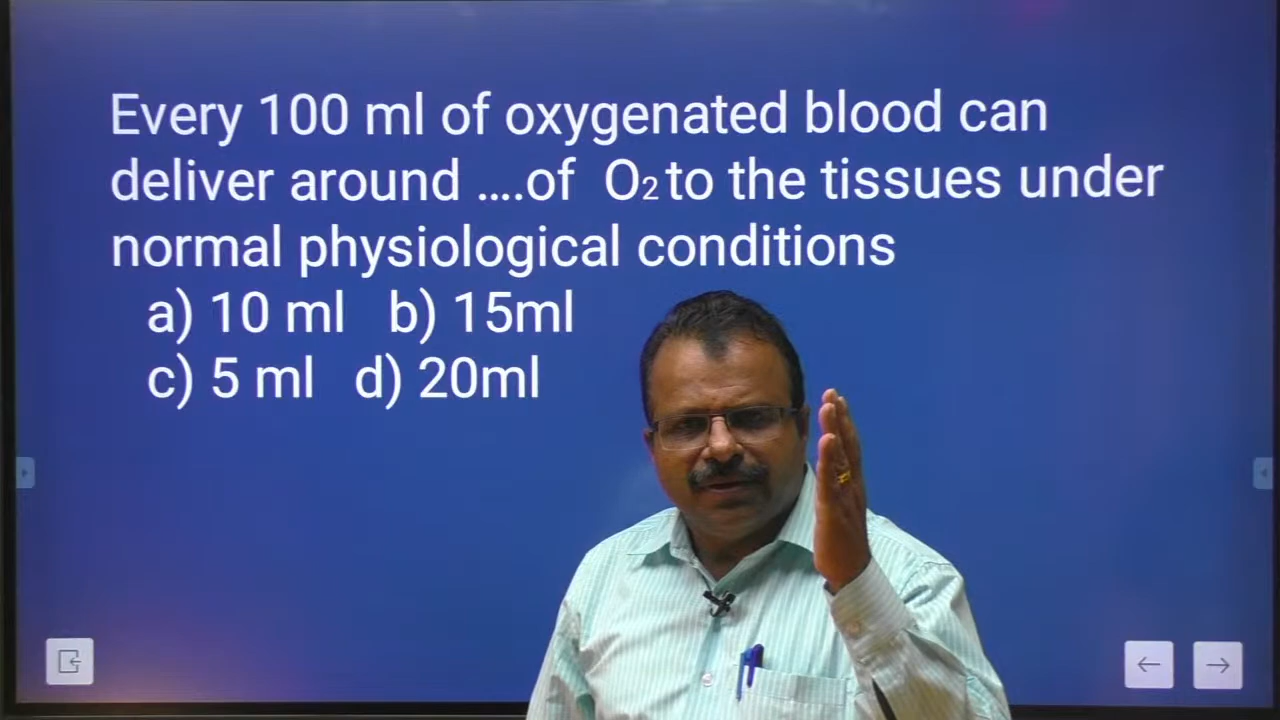 Every 100 ml of oxygenated blood can
deliver around ....of O₂ to the tissues under
normal physiological conditions
a) 10 ml b) 15ml
c) 5 ml d) 20ml